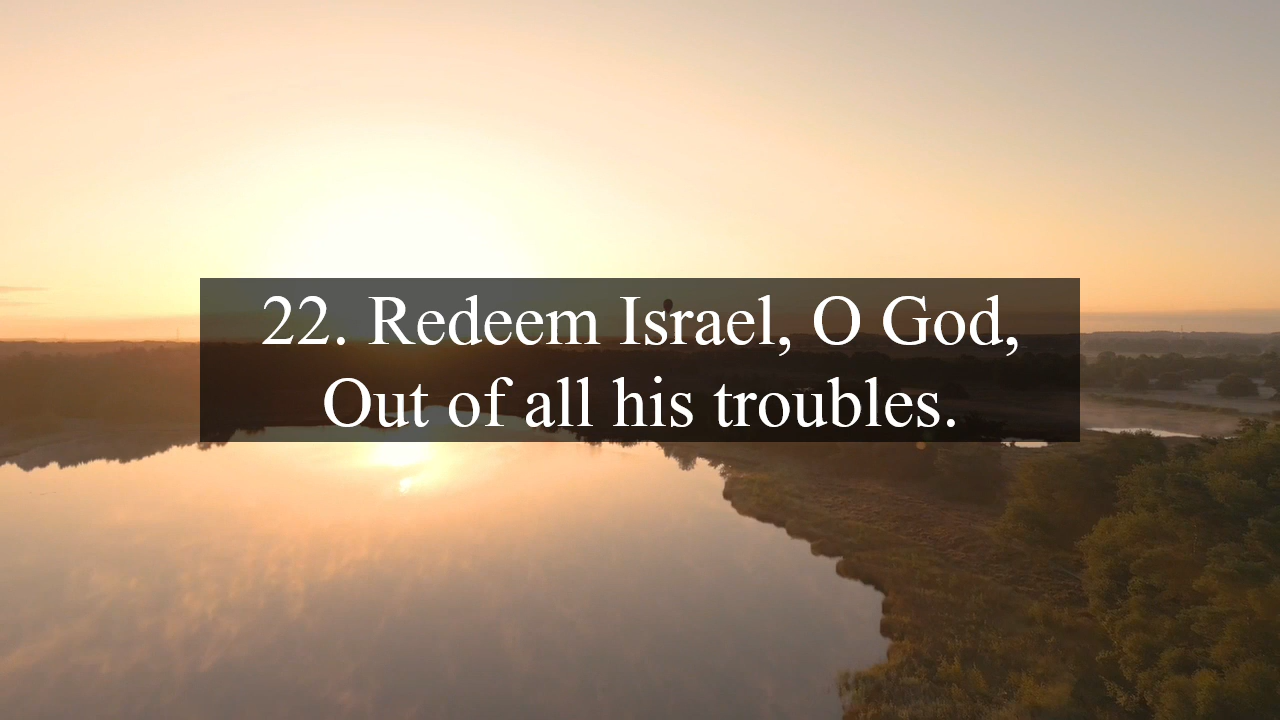 22. Redeem Israel, O God,
Out of all his troubles.